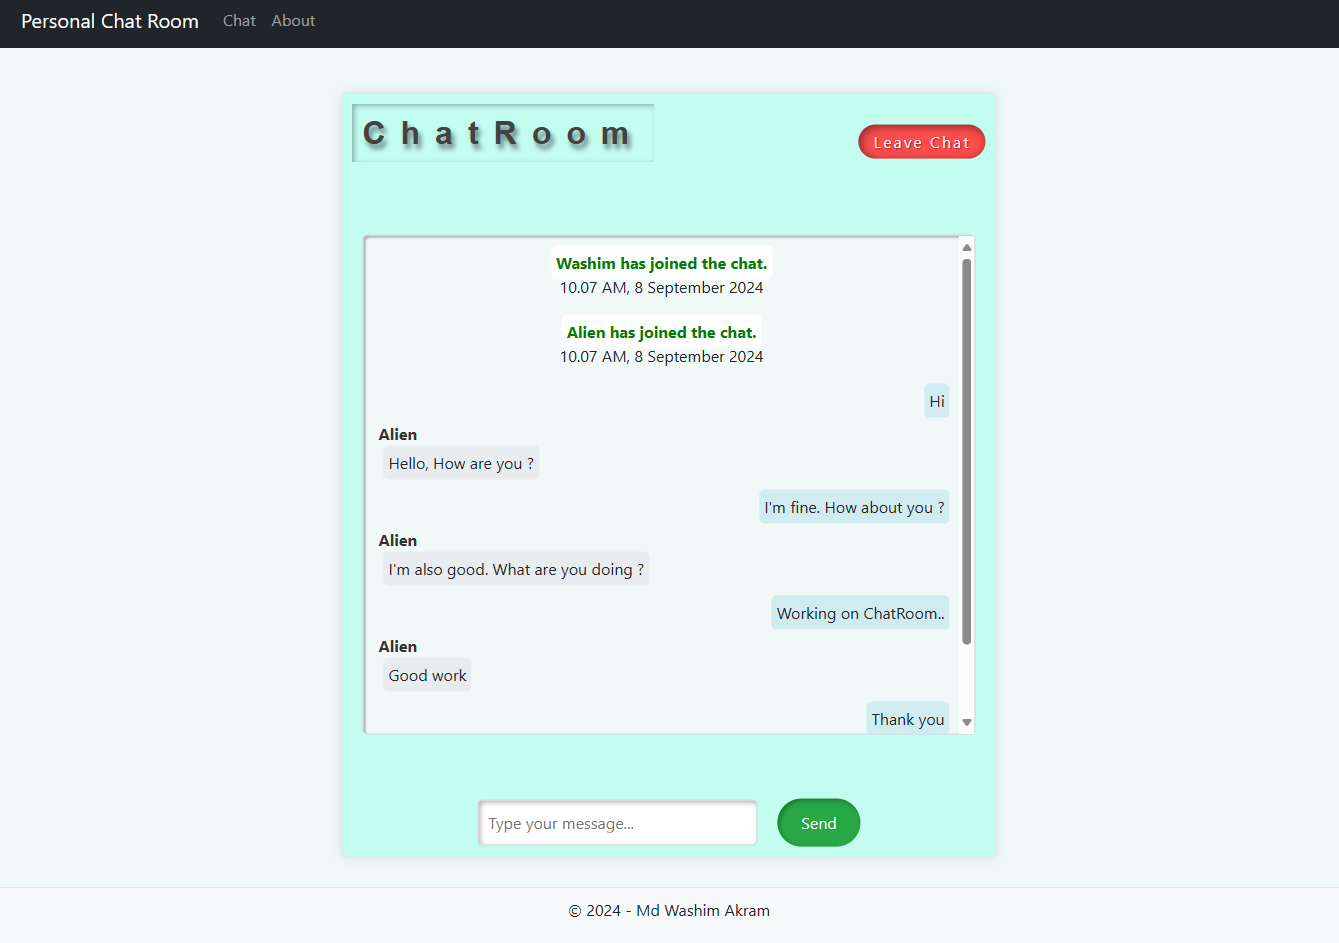 Personal Chat Room Chat About
ChatRoom
Leave Chat
Washim has joined the chat.
10.07 AM, 8 September 2024
Alien has joined the chat.
10.07 AM, 8 September 2024
Hi
Alien
Hello, How are you ?
I'm fine. How about you ?
Alien
I'm also good. What are you doing ?
Working on ChatRoom..
Alien
Good work
Thank you
Type your message...
Send
© 2024 - Md Washim Akram